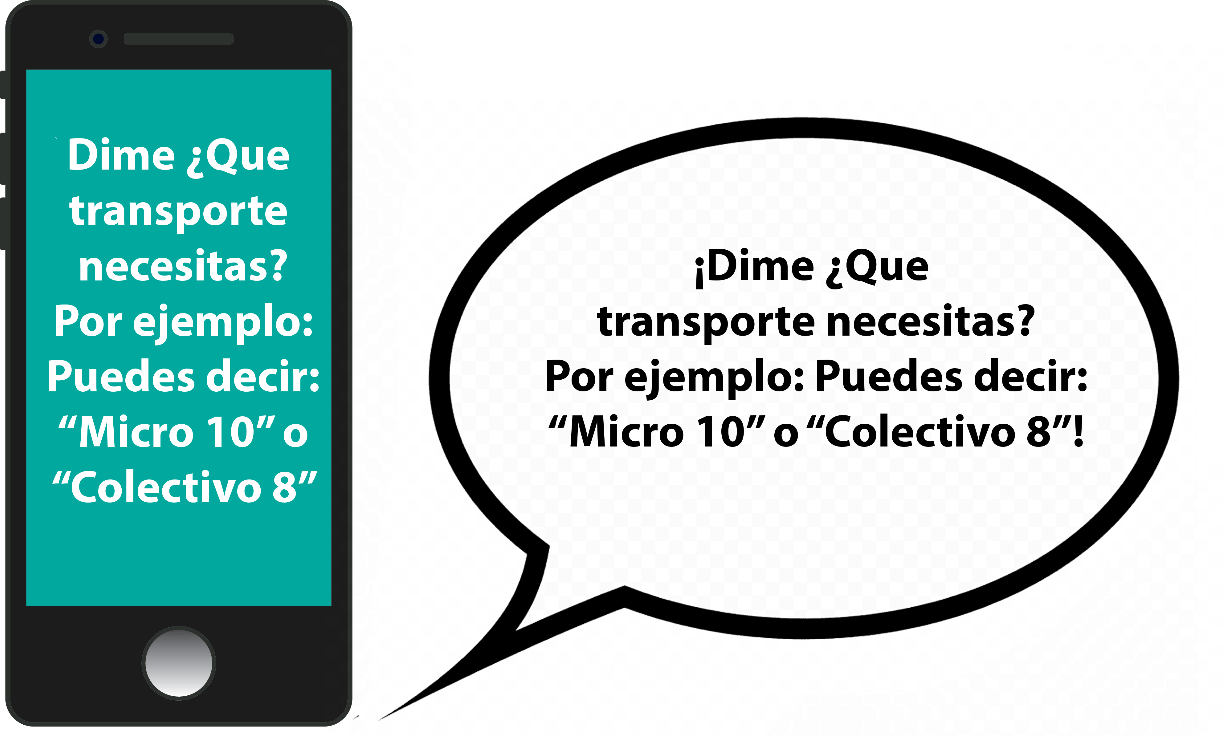 Dime ¿Que
transporte
necesitas?
Por ejemplo:
Puedes decir:
“Micro 10” o
“Colectivo 8”
¡Dime ¿Que
transporte necesitas?
Por ejemplo: Puedes decir:
“Micro 10” o “Colectivo 8”!